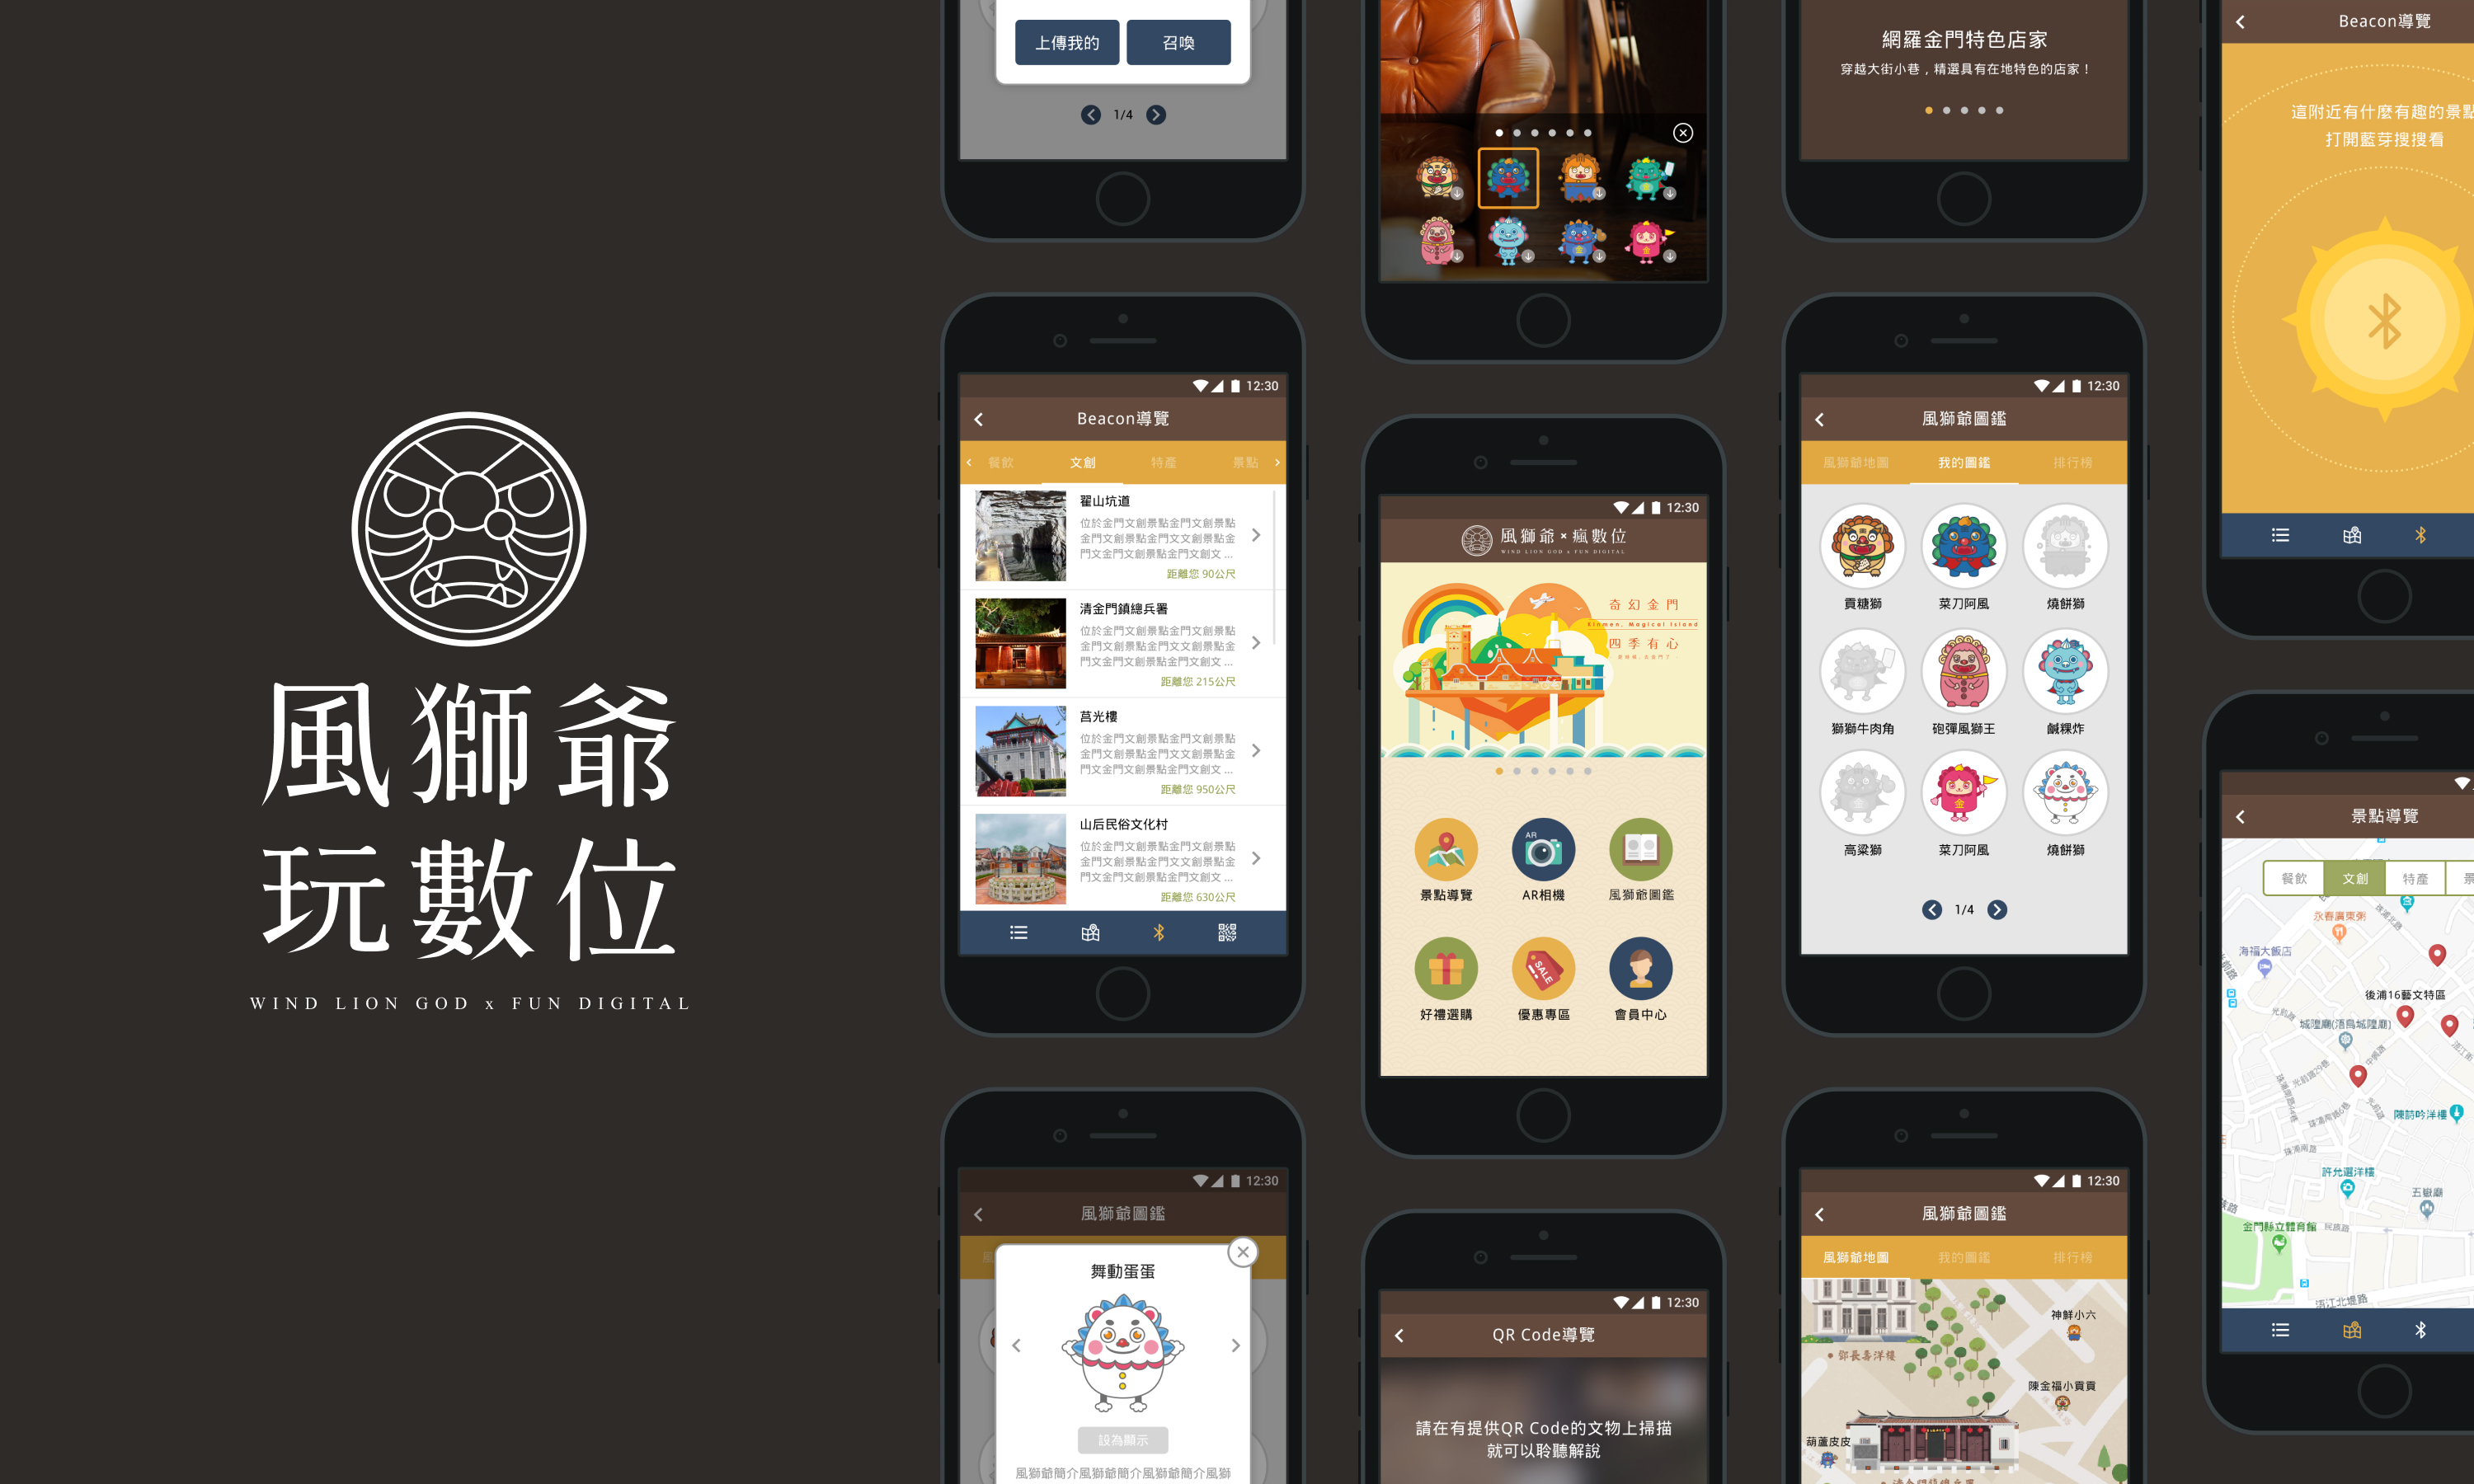 風獅爺
玩數位
WIND LION GOD x FUN DIGITAL
上傳我的
召喚
1/4
12:30
Beacon導覽
餐飲
文創
特產
景點
翟山坑道
位於金門文創景點金門文創景點
金門文創景點金門文文創景點金
門文金門文創景點金門文創文 ...
距離您 90公尺
清金門鎮總兵署
位於金門文創景點金門文創景點
金門文創景點金門文文創景點金
門文金門文創景點金門文創文 ...
距離您 215公尺
莒光樓
位於金門文創景點金門文創景點
金門文創景點金門文文創景點金
門文金門文創景點金門文創文 ...
距離您 950公尺
山后民俗文化村
位於金門文創景點金門文創景點
金門文創景點金門文文創景點金
門文金門文創景點金門文創文 ...
距離您 630公尺
12:30
風獅爺圖鑑
舞動蛋蛋
設為顯示
風獅爺簡介風獅爺簡介風獅爺簡介風獅
12:30
風獅爺×瘋數位
WIND LION GOD x FUN DIGITAL
奇幻金門
Kinmen, Magical Island
四季有心
景點導覽
AR
AR相機
風獅爺圖鑑
好禮選購
SALE
優惠專區
會員中心
12:30
QR Code導覽
請在有提供QR Code的文物上掃描
就可以聆聽解說
網羅金門特色店家
穿越大街小巷，精選具有在地特色的店家！
12:30
風獅爺圖鑑
風獅爺地圖
我的圖鑑
排行榜
貢糖獅
菜刀阿風
燒餅獅
獅獅牛肉角
砲彈風獅王
鹹粿炸
金
高粱獅
菜刀阿風
燒餅獅
1/4
12:30
風獅爺圖鑑
風獅爺地圖
我的圖鑑
排行榜
神鮮小六
鄧長壽洋樓
陳金福小貢貢
葫蘆皮皮
Beacon導覽
這附近有什麼有趣的景點
打開藍芽搜搜看
景點導覽
餐飲
文創
特產
永春廣東粥
海福大飯店
後浦16藝文特區
城隍廟(浯島城隍廟)
光前路29巷
中興路
珠浦南路
陳詩吟洋樓
許允選洋樓
五嶽廟
金門縣立體育館
民族路
浯江北堤路